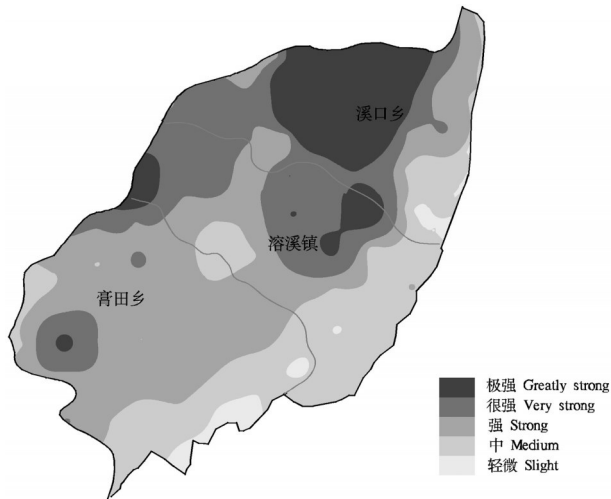 溪口乡
溶溪镇
膏田乡
极强 Greatly strong
很强 Very strong
强 Strong
中 Medium
轻微 Slight